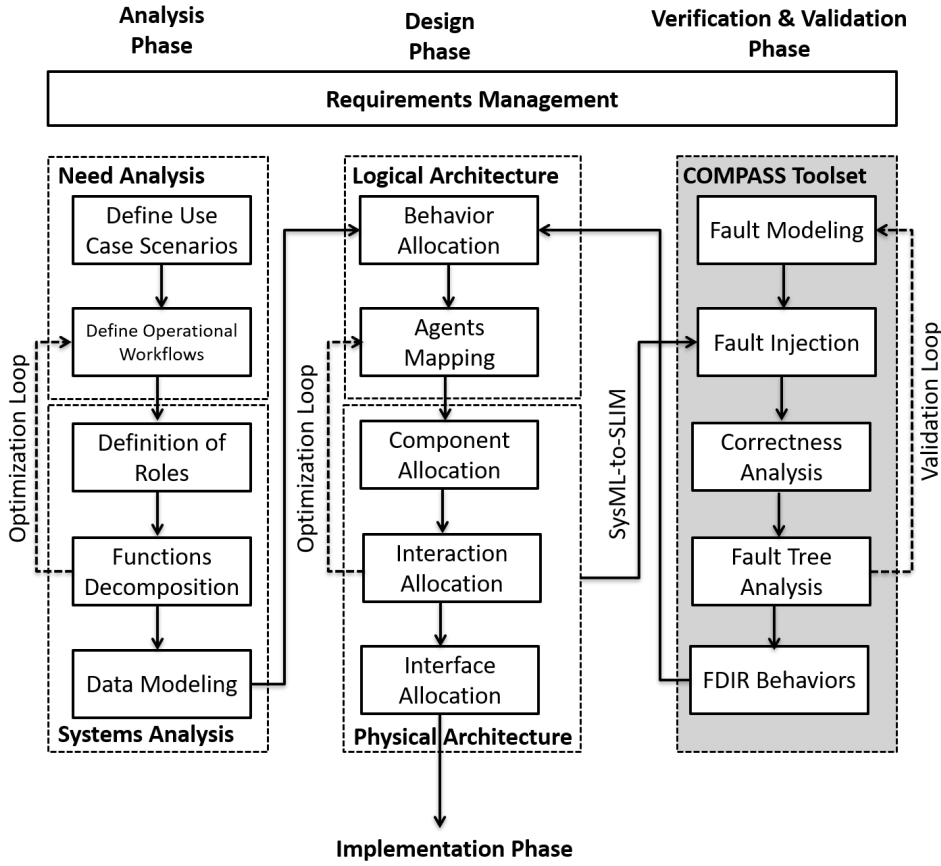 Analysis
Phase
Design
Phase
Verification & Validation
Phase
Requirements Management
Need Analysis
Define Use
Case Scenarios
Define Operational
Workflows
Optimization Loop
Definition of
Roles
Functions
Decomposition
Data Modeling
Systems Analysis
Logical Architecture
Behavior
Allocation
Agents
Mapping
Optimization Loop
Component
Allocation
Interaction
Allocation
Interface
Allocation
Physical Architecture
Implementation Phase
SysML-to-SLIM
COMPASS Toolset
Fault Modeling
Fault Injection
Correctness
Analysis
Fault Tree
Analysis
FDIR Behaviors
Validation Loop